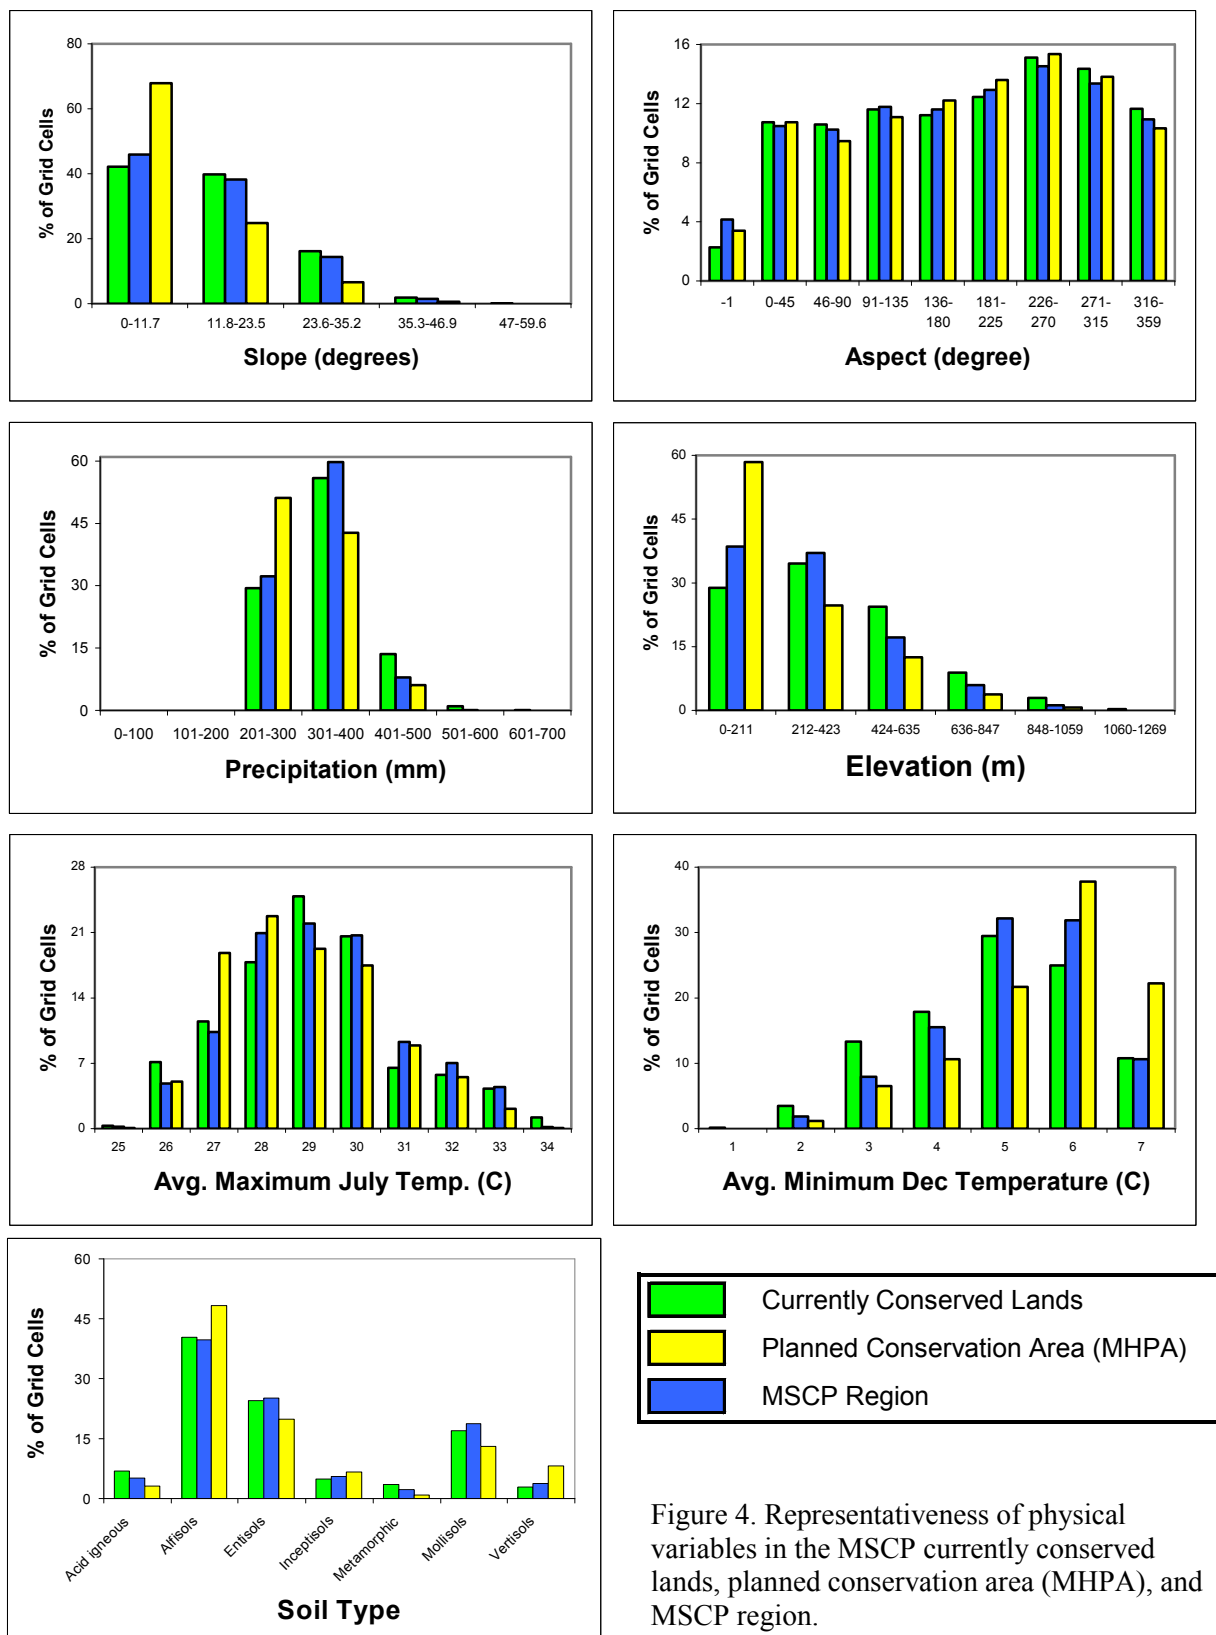 80
60
40
20
0
% of Grid Cells
0-11.7 11.8-23.5 23.6-35.2 35.3-46.9 47-59.6
Slope (degrees)
16
12
8
4
0
% of Grid Cells
-1 0-45 46-90 91-135 136- 181- 226- 271- 316-
180 225 270 315 359
Aspect (degree)
60
45
30
15
0
% of Grid Cells
0-100 101-200 201-300 301-400 401-500 501-600 601-700
Precipitation (mm)
60
45
30
15
0
% of Grid Cells
0-211 212-423 424-635 636-847 848-1059 1060-1269
Elevation (m)
28
21
14
7
0
% of Grid Cells
25 26 27 28 29 30 31 32 33 34
Avg. Maximum July Temp. (C)
40
30
20
10
0
% of Grid Cells
1 2 3 4 5 6 7
Avg. Minimum Dec Temperature (C)
60
45
30
15
0
% of Grid Cells
Acid igneous Alfisols Entisols Inceptisols Metamorphic Mollisols Vertisols
Soil Type
Currently Conserved Lands
Planned Conservation Area (MHPA)
MSCP Region
Figure 4. Representativeness of physical
variables in the MSCP currently conserved
lands, planned conservation area (MHPA), and
MSCP region.